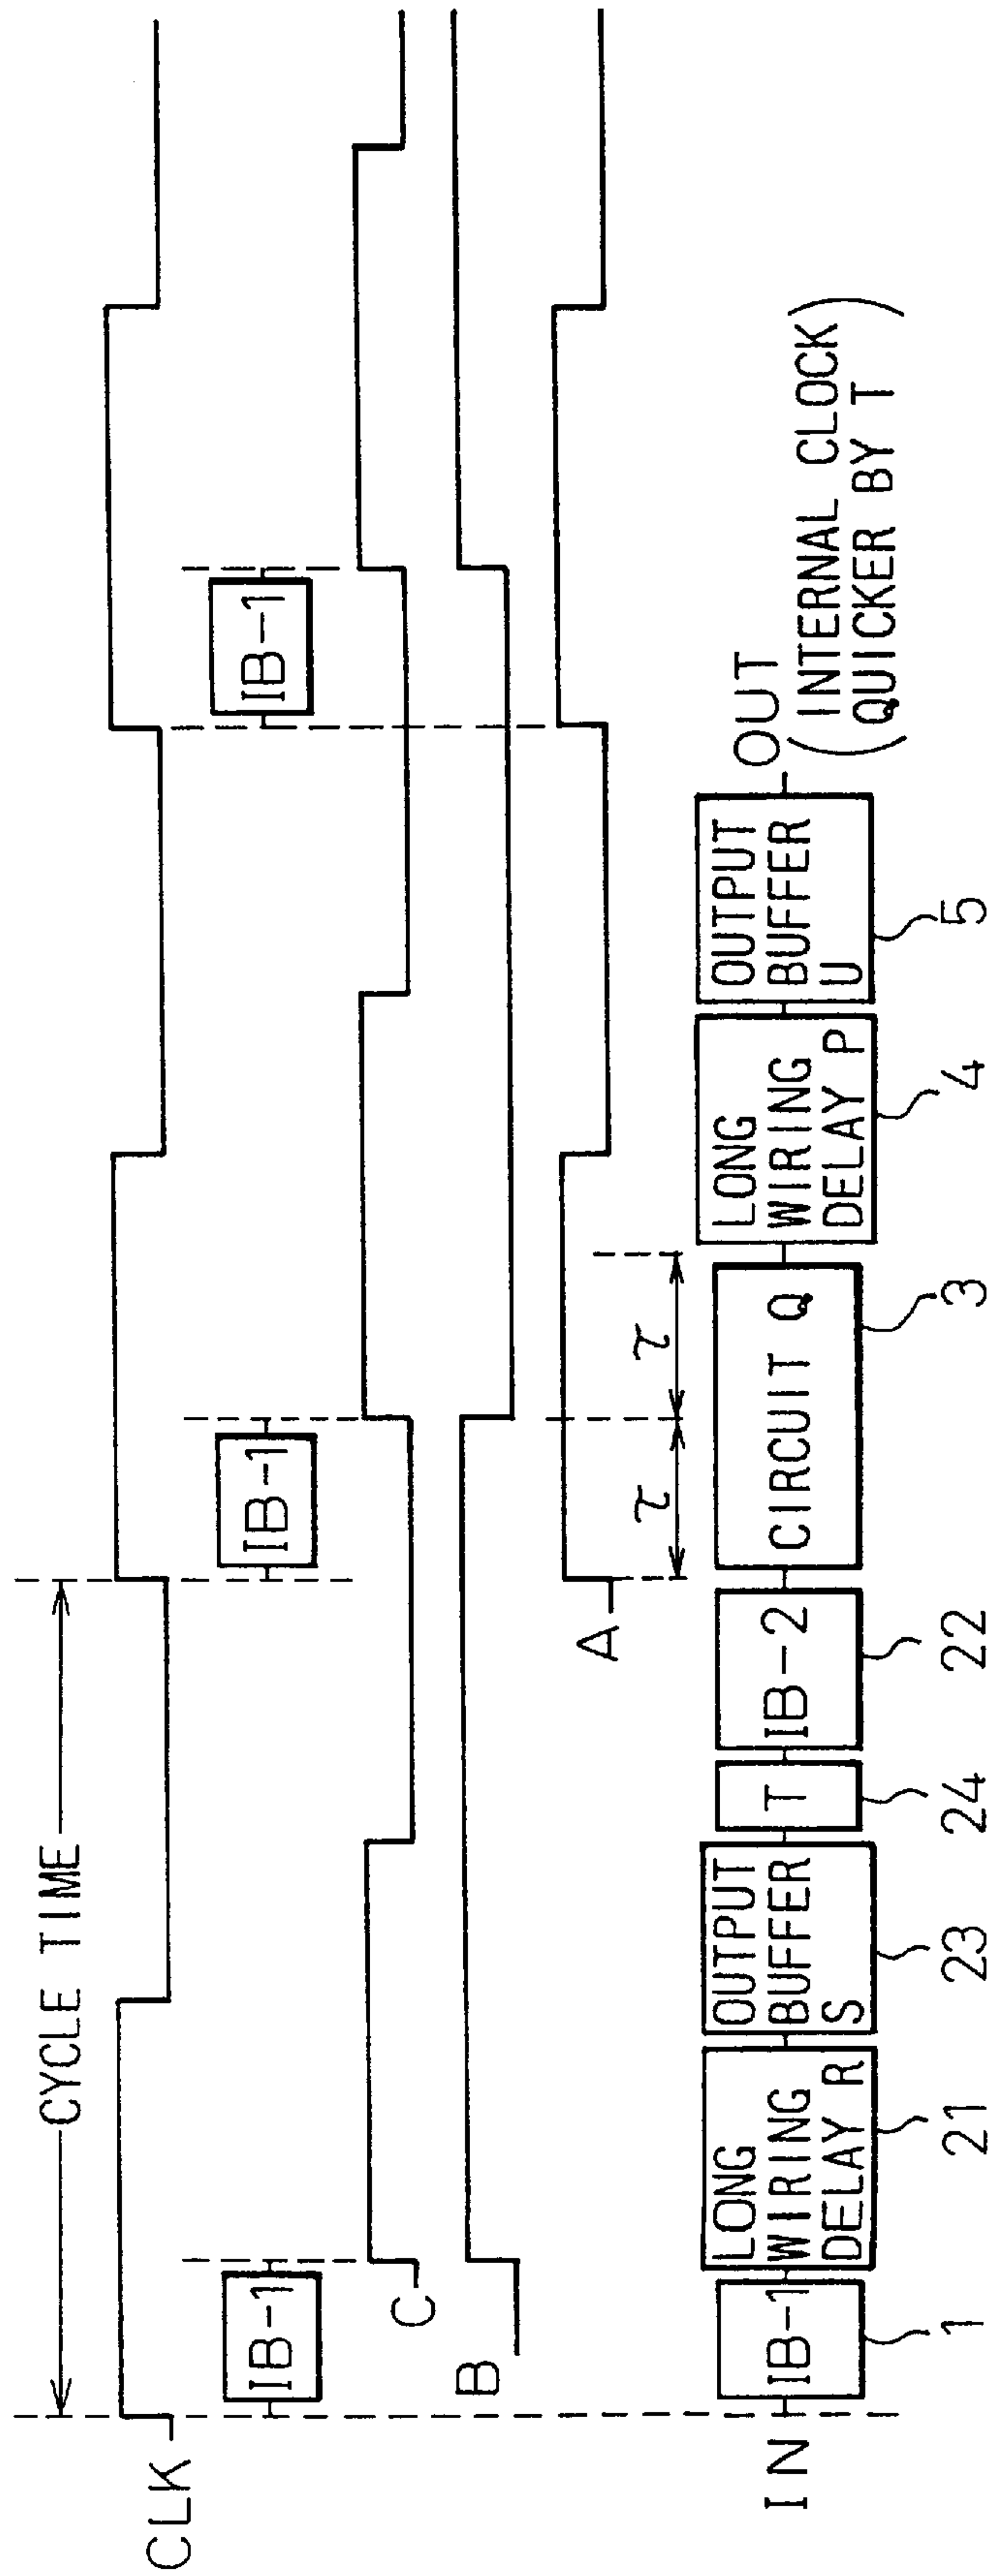 CLK
CYCLE TIME
IB-1
IB-1
IB-1
C
B
A
τ
τ
IN
IB-1
LONG
WIRING
DELAY R
OUTPUT
BUFFER
S
T
IB-2
CIRCUIT Q
LONG
WIRING
DELAY P
OUTPUT
BUFFER
U
OUT
(INTERNAL CLOCK
QUICKER BY T)
1
21
23
24
22
3
4
5